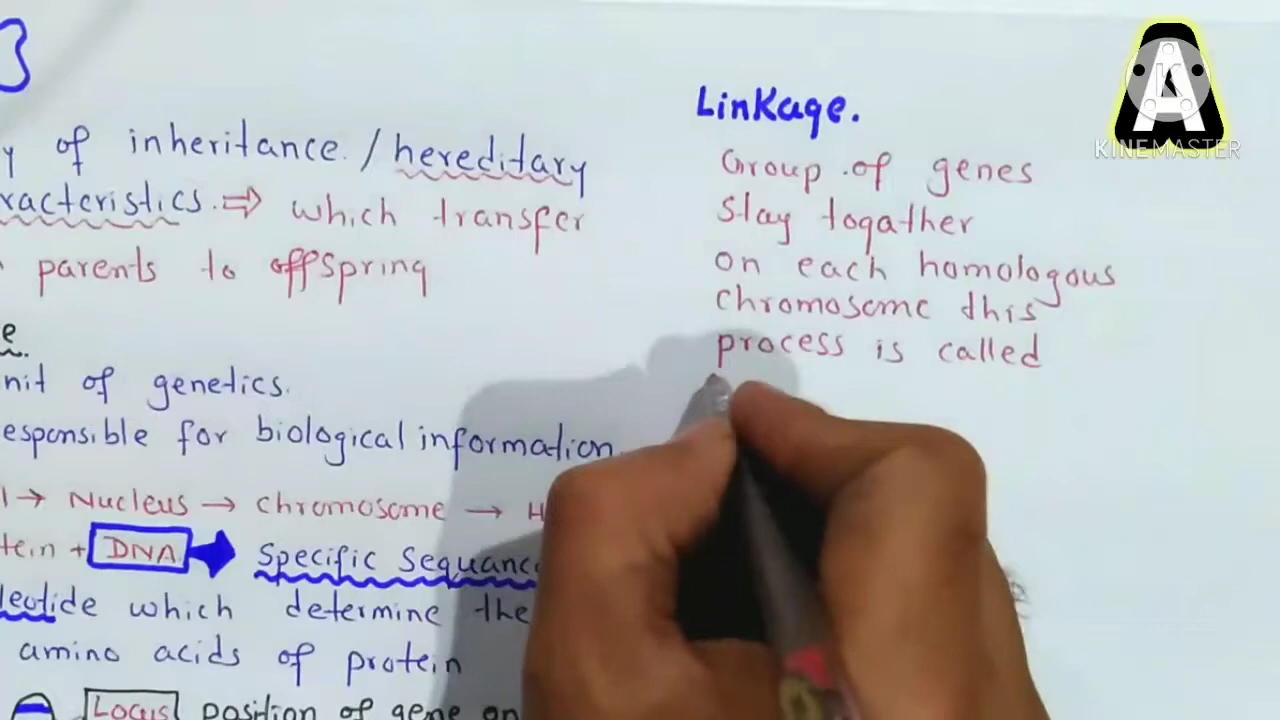 3
y of inheritance / hereditary
racteristics. ⇒ which transfer
parents to offspring
e
nit of genetics.
esponsible for biological information.
l → Nucleus → chromosome → H
tein + DNA → Specific Sequance
leotide which determine the
amino acids of protein
Locus position of gene on
Linkage.
Group of genes
Stay togather
on each homologous
chromosome this
process is called
A
K
KINEMASTER